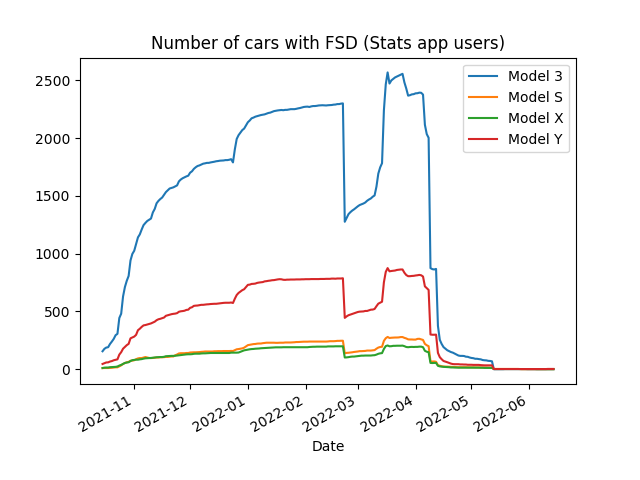 Number of cars with FSD (Stats app users)
Model 3
Model S
Model X
Model Y
2500
2000
1500
1000
500
0
2021-11
2021-12
2022-01
2022-02
2022-03
2022-04
2022-05
2022-06
Date